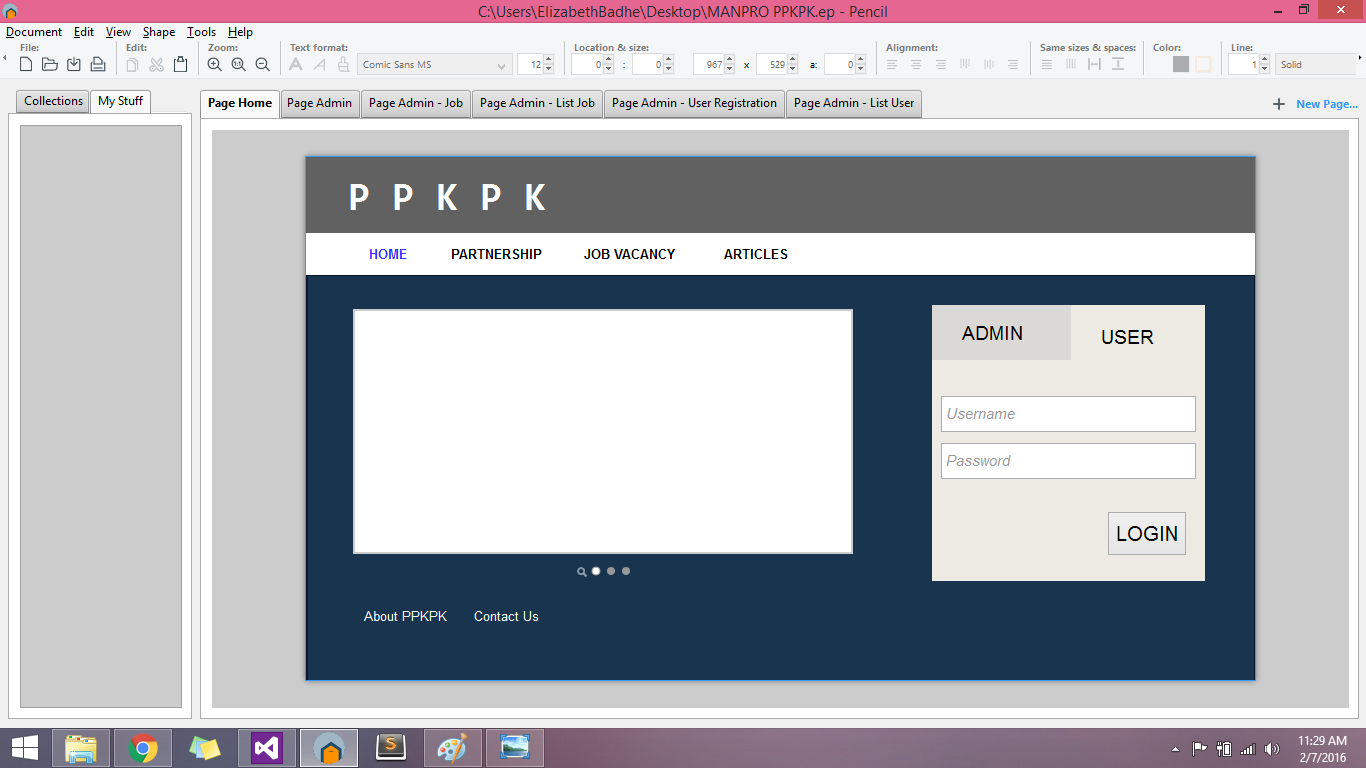 C:\Users\ElizabethBadhe\Desktop\MANPRO PPKPK.ep - Pencil
Document Edit View Shape Tools Help
File: Edit: Zoom: Text format: Location & size: Alignment: Same sizes & spaces: Color: Line:
1:1 Comic Sans MS 12 0 : 0 967 x 529 a: 0 1 Solid
Collections My Stuff
Page Home Page Admin Page Admin - Job Page Admin - List Job Page Admin - User Registration Page Admin - List User New Page...
P P K P K
HOME PARTNERSHIP JOB VACANCY ARTICLES
ADMIN USER
Username
Password
LOGIN
About PPKPK Contact Us
11:29 AM
2/7/2016